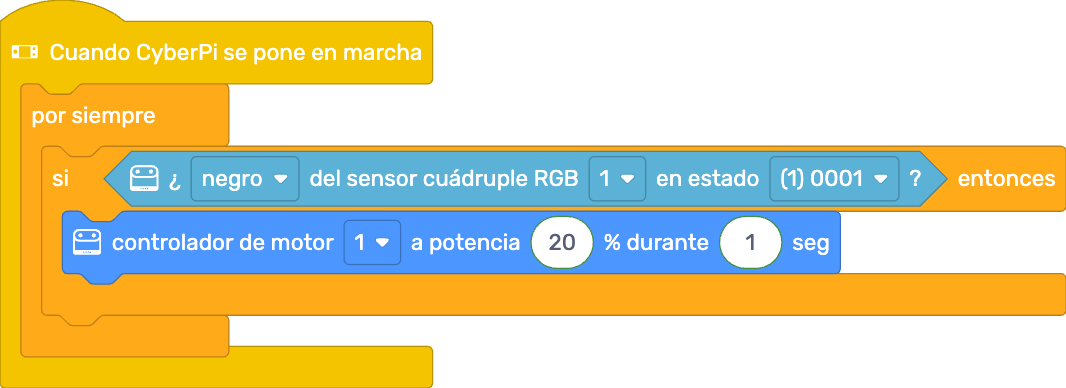 Cuando CyberPi se pone en marcha
por siempre
si ¿ negro del sensor cuádruple RGB 1 en estado (1) 0001 ? entonces
controlador de motor 1 a potencia 20 % durante 1 seg